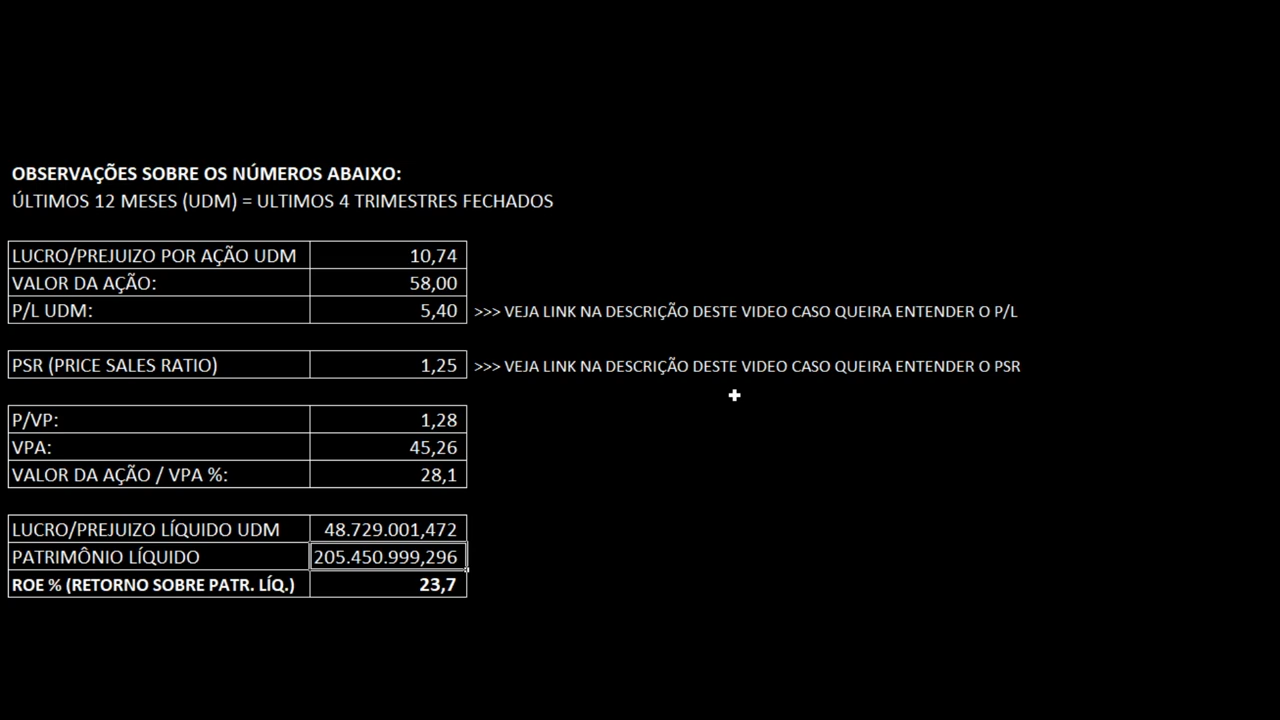 OBSERVAÇÕES SOBRE OS NÚMEROS ABAIXO:
ÚLTIMOS 12 MESES (UDM) = ULTIMOS 4 TRIMESTRES FECHADOS
LUCRO/PREJUIZO POR AÇÃO UDM 10,74
VALOR DA AÇÃO: 58,00
P/L UDM: 5,40 >>> VEJA LINK NA DESCRIÇÃO DESTE VIDEO CASO QUEIRA ENTENDER O P/L
PSR (PRICE SALES RATIO) 1,25 >>> VEJA LINK NA DESCRIÇÃO DESTE VIDEO CASO QUEIRA ENTENDER O PSR
P/VP: 1,28
VPA: 45,26
VALOR DA AÇÃO / VPA %: 28,1
LUCRO/PREJUIZO LÍQUIDO UDM 48.729.001,472
PATRIMÔNIO LÍQUIDO 205.450.999,296
ROE % (RETORNO SOBRE PATR. LÍQ.) 23,7